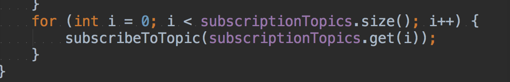 }
for (int i = 0; i < subscriptionTopics.size(); i++) {
subscribeToTopic(subscriptionTopics.get(i));
}
}